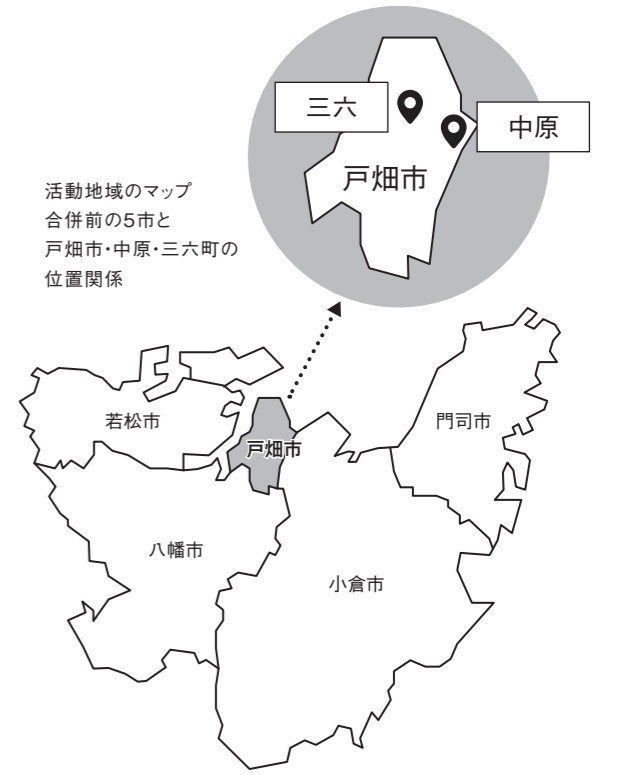 三六
中原
戸畑市
活動地域のマップ
合併前の5市と
戸畑市・中原・三六町の
位置関係
若松市
戸畑市
門司市
八幡市
小倉市